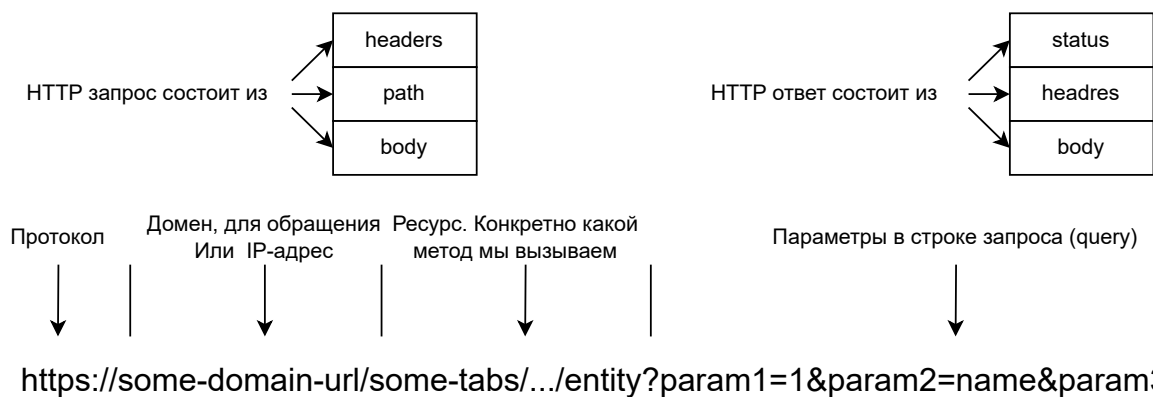 HTTP запрос состоит из
headers
path
body
HTTP ответ состоит из
status
headres
body
Протокол
Домен, для обращения
Или IP-адрес
Ресурс. Конкретно какой
метод мы вызываем
Параметры в строке запроса (query)
https://some-domain-url/some-tabs/.../entity?param1=1&param2=name&param3